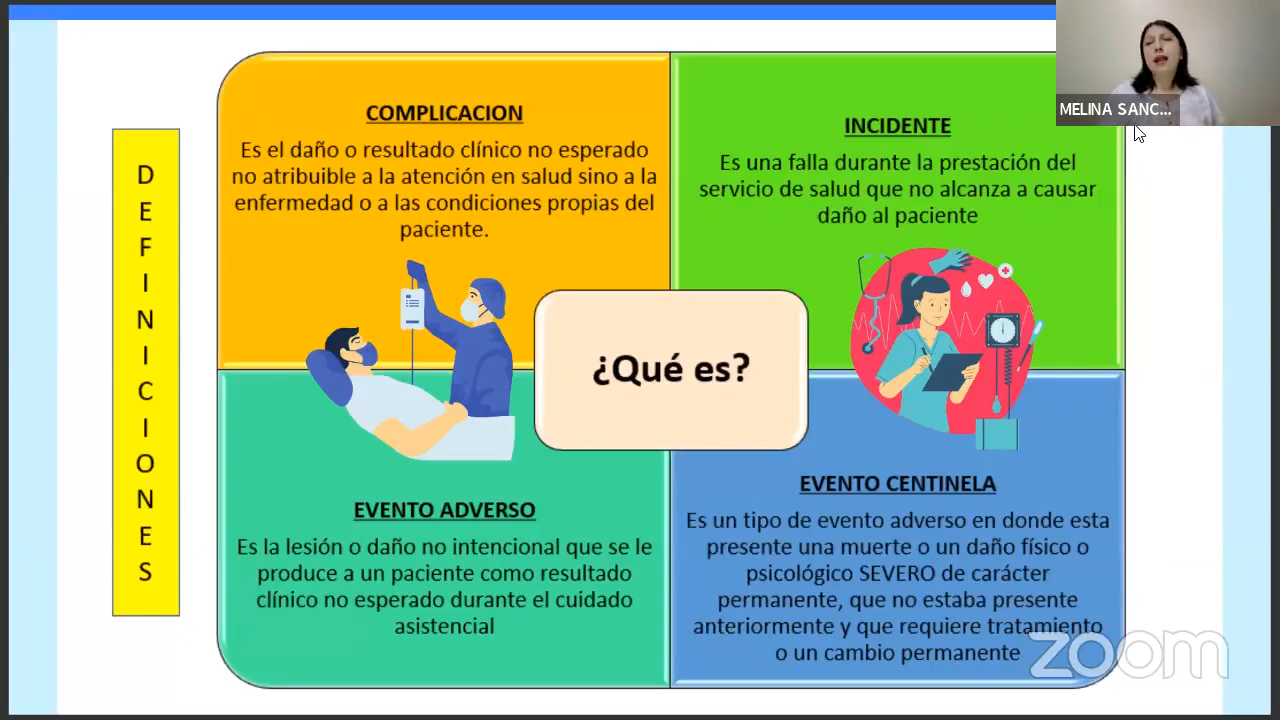 MELINA SANC...
DEFINICIONES
COMPLICACION
Es el daño o resultado clínico no esperado
no atribuible a la atención en salud sino a la
enfermedad o a las condiciones propias del
paciente.
INCIDENTE
Es una falla durante la prestación del
servicio de salud que no alcanza a causar
daño al paciente
¿Qué es?
EVENTO ADVERSO
Es la lesión o daño no intencional que se le
produce a un paciente como resultado
clínico no esperado durante el cuidado
asistencial
EVENTO CENTINELA
Es un tipo de evento adverso en donde esta
presente una muerte o un daño físico o
psicológico SEVERO de carácter
permanente, que no estaba presente
anteriormente y que requiere tratamiento
o un cambio permanente
zoom